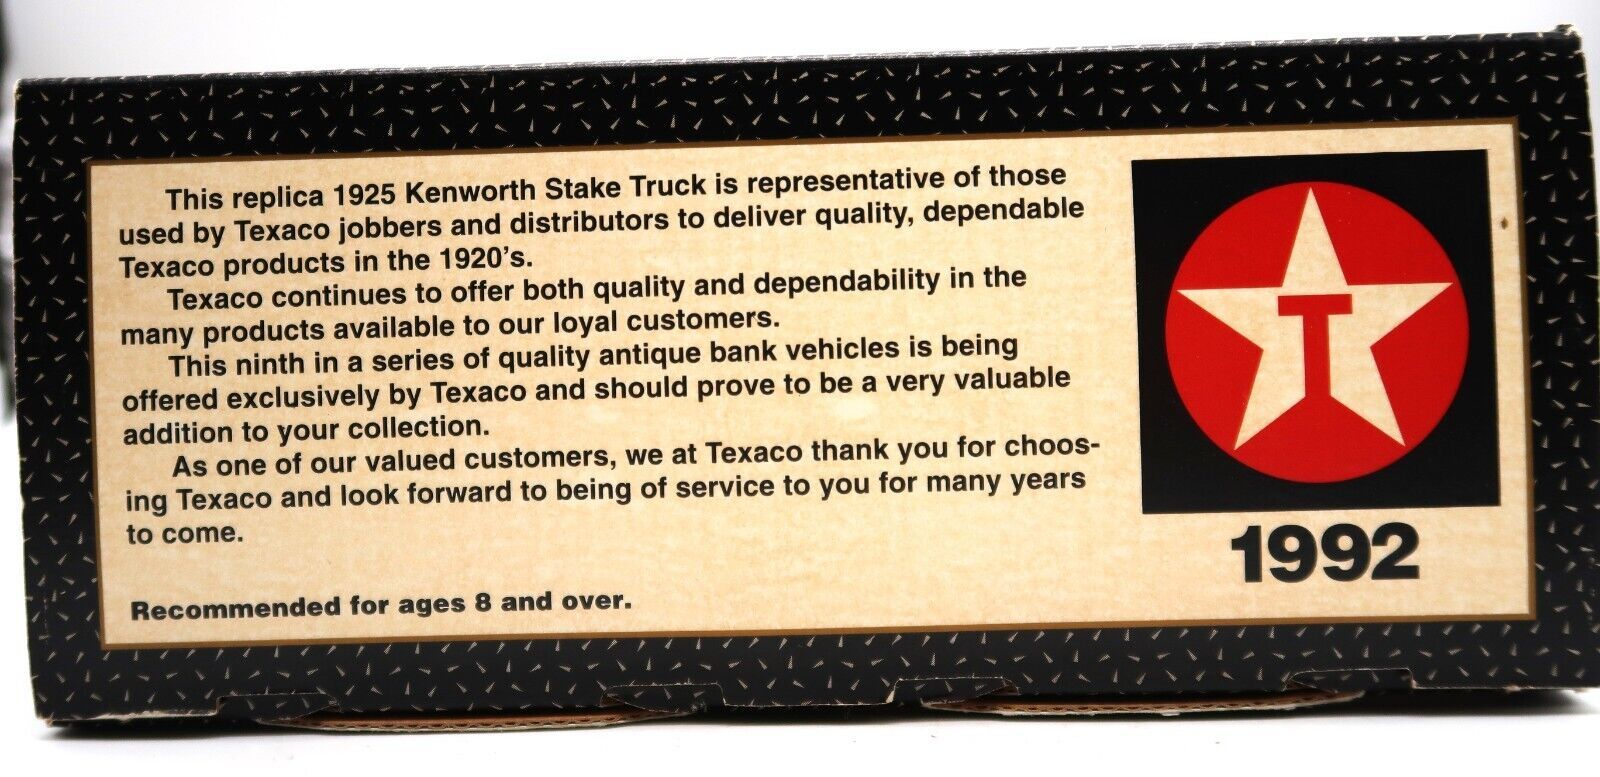 This replica 1925 Kenworth Stake Truck is representative of those
used by Texaco jobbers and distributors to deliver quality, dependable
Texaco products in the 1920's.
Texaco continues to offer both quality and dependability in the
many products available to our loyal customers.
This ninth in a series of quality antique bank vehicles is being
offered exclusively by Texaco and should prove to be a very valuable
addition to your collection.
As one of our valued customers, we at Texaco thank you for choos-
ing Texaco and look forward to being of service to you for many years
to come.
Recommended for ages 8 and over.
T
1992